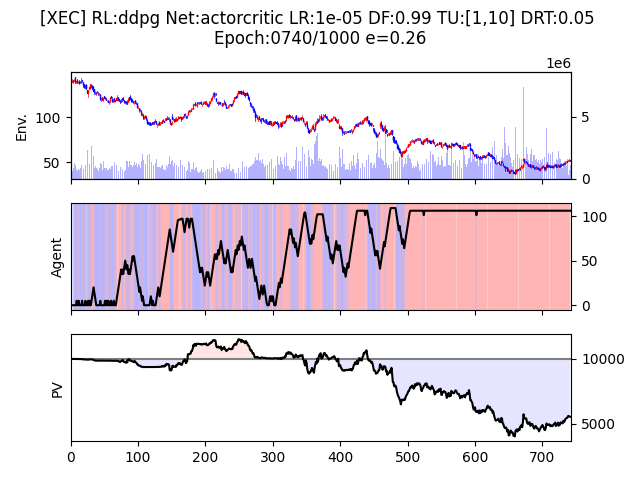 [XEC] RL:ddpg Net:actorcritic LR:1e-05 DF:0.99 TU:[1,10] DRT:0.05
Epoch:0740/1000 e=0.26
1e6
Env.
100
50
5
0
Agent
100
50
0
PV
10000
5000
0 100 200 300 400 500 600 700